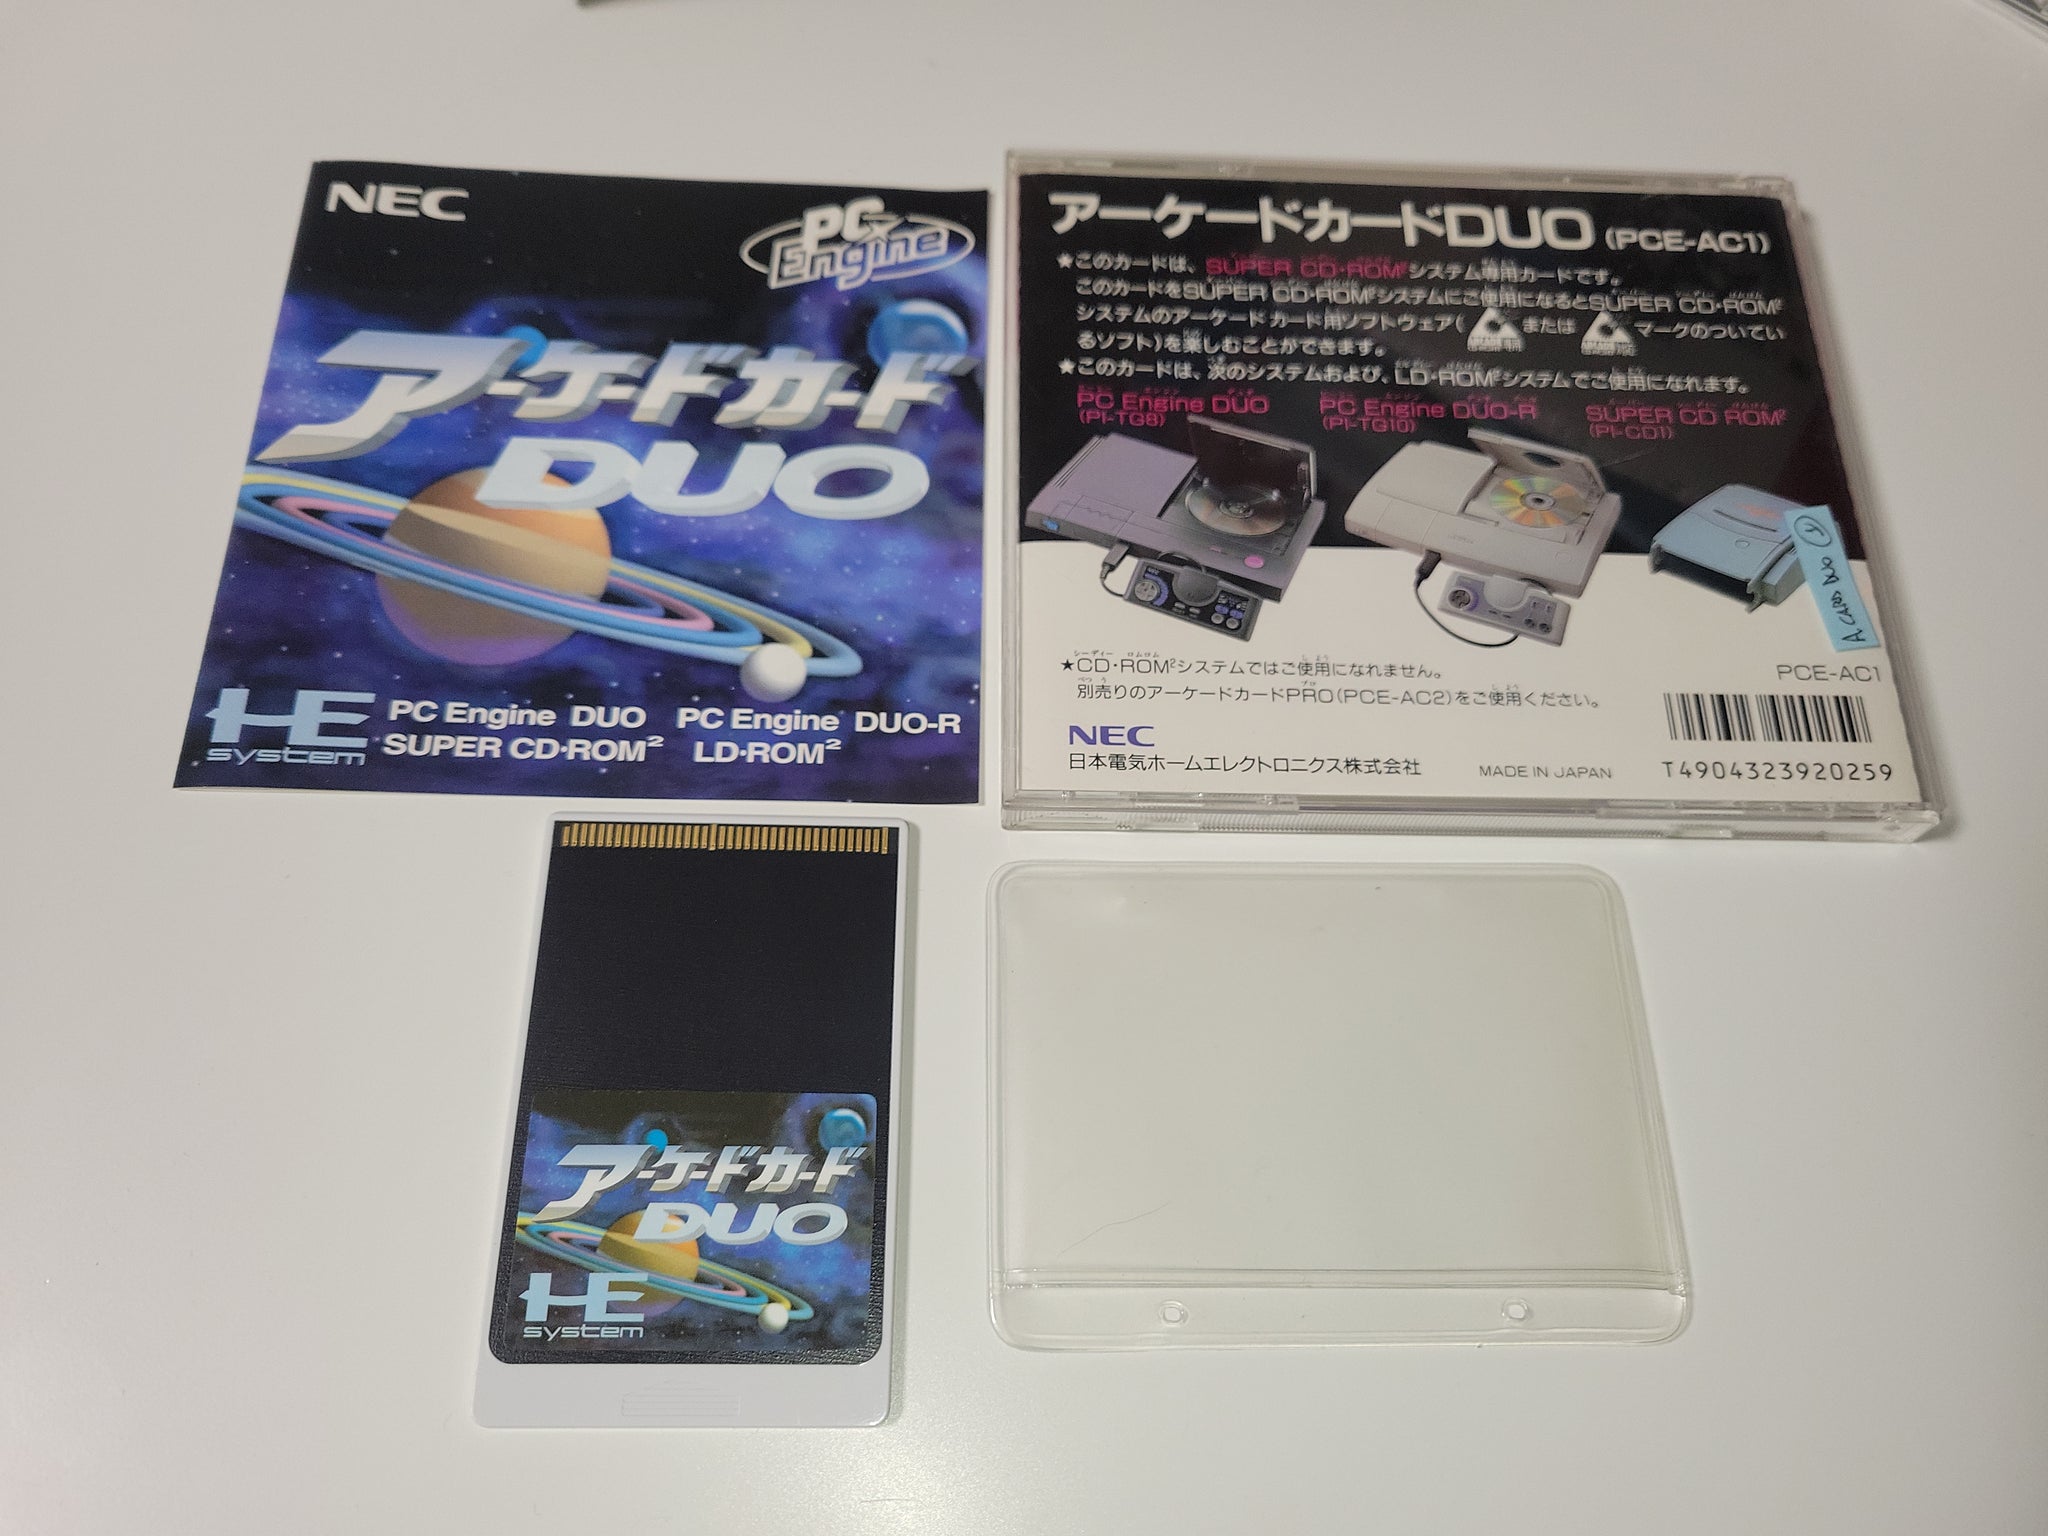 NEC
PC Engine
アーケードカード
DUO
HE system
PC Engine DUO PC Engine DUO-R
SUPER CD・ROM² LD・ROM²
アーケードカードDUO (PCE-AC1)
★このカードは、SUPER CD・ROM²システム専用カードです。
このカードをSUPER CD・ROM²システムにご使用になるとSUPER CD・ROM²
システムのアーケード カード用ソフトウェア( または マークのついてい
るソフト)を楽しむことができます。
★このカードは、次のシステムおよび、LD・ROM²システムでご使用になれます。
PC Engine DUO
(PI-TG8)
PC Engine DUO-R
(PI-TG10)
SUPER CD ROM²
(PI-CD1)
A.CARD DUO
★CD・ROM²システムではご使用になれません。
別売りのアーケードカードPRO(PCE-AC2)をご使用ください。
PCE-AC1
NEC
日本電気ホームエレクトロニクス株式会社
MADE IN JAPAN
T4904323920259
アーケードカード
DUO
HE system